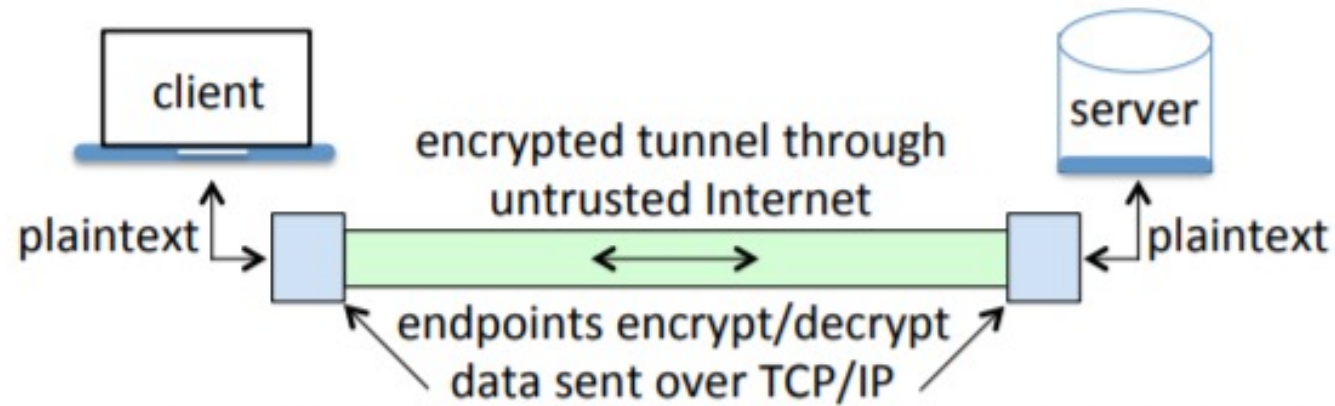 client
server
encrypted tunnel through
untrusted Internet
plaintext
plaintext
endpoints encrypt/decrypt
data sent over TCP/IP